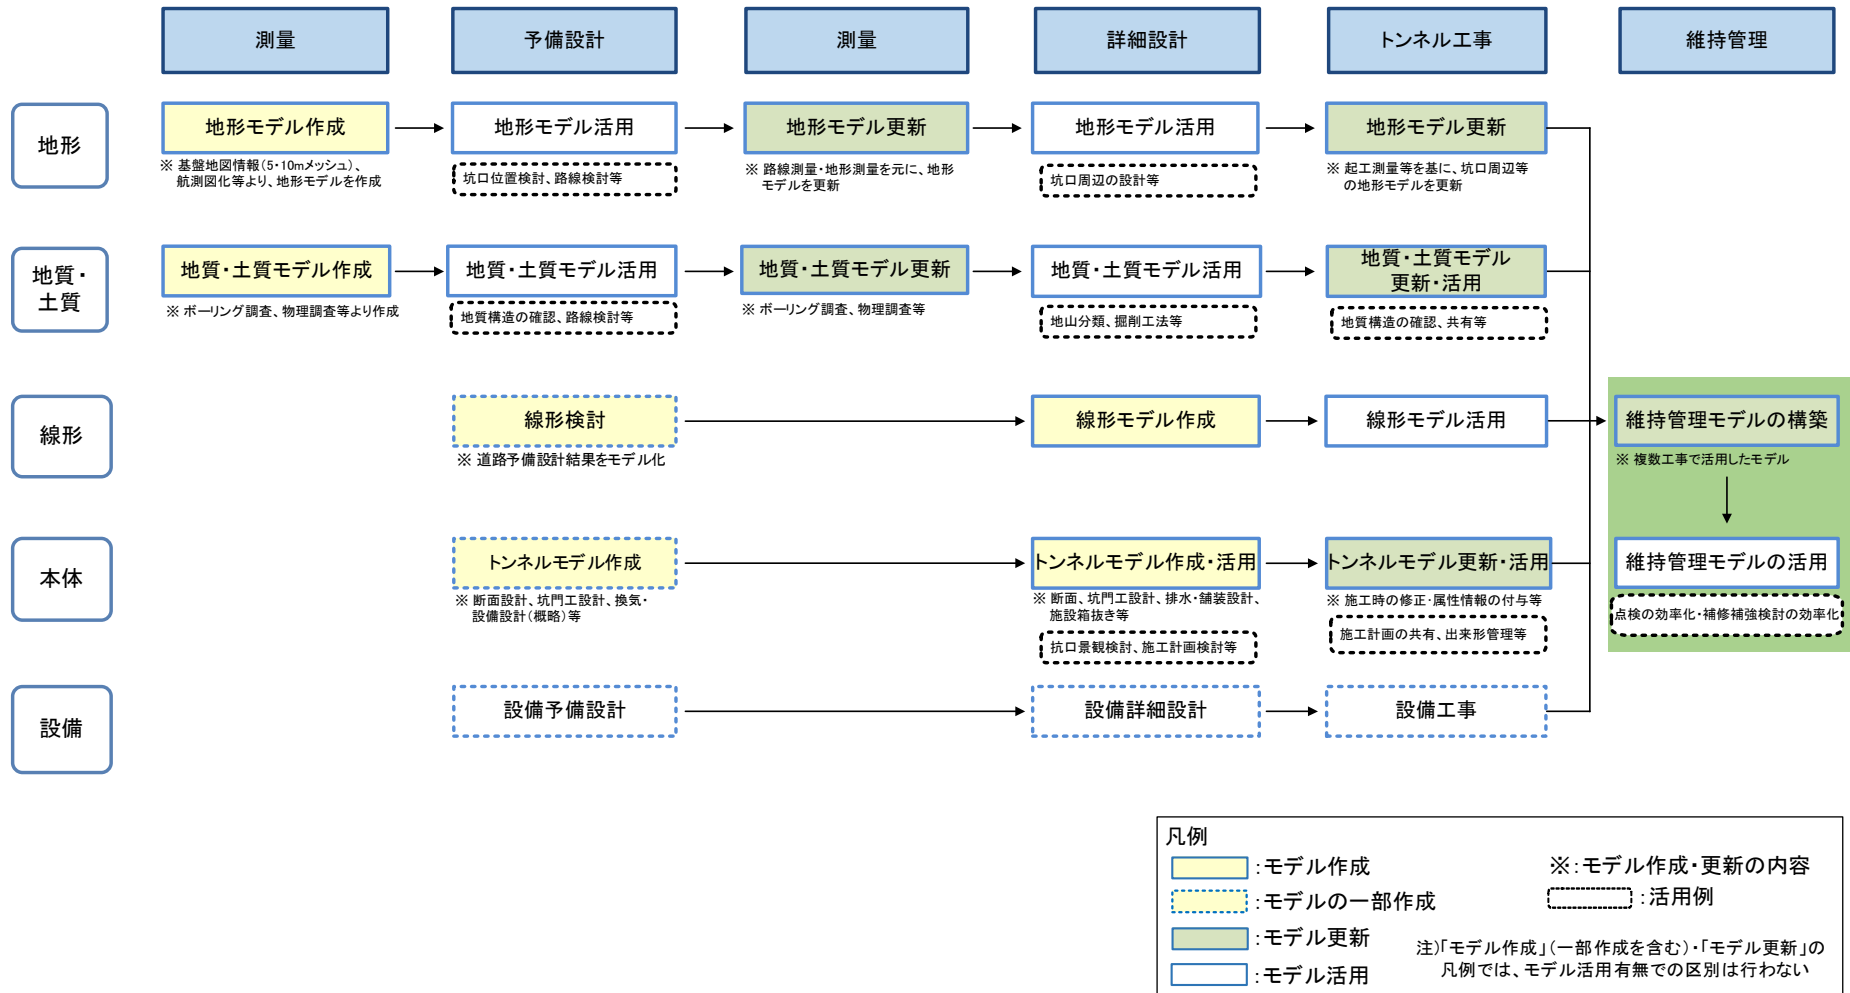 測量
予備設計
測量
詳細設計
トンネル工事
維持管理
地形
地形モデル作成
※ 基盤地図情報(5・10mメッシュ)、
航測図化等より、地形モデルを作成
地形モデル活用
坑口位置検討、路線検討等
地形モデル更新
※ 路線測量・地形測量を元に、地形
モデルを更新
地形モデル活用
坑口周辺の設計等
地形モデル更新
※ 起工測量等を基に、坑口周辺等
の地形モデルを更新
地質・
土質
地質・土質モデル作成
※ ボーリング調査、物理調査等より作成
地質・土質モデル活用
地質構造の確認、路線検討等
地質・土質モデル更新
※ ボーリング調査、物理調査等
地質・土質モデル活用
地山分類、掘削工法等
地質・土質モデル
更新・活用
地質構造の確認、共有等
線形
線形検討
※ 道路予備設計結果をモデル化
線形モデル作成
線形モデル活用
維持管理モデルの構築
※ 複数工事で活用したモデル
本体
トンネルモデル作成
※ 断面設計、坑門工設計、換気・
設備設計(概略)等
トンネルモデル作成・活用
※ 断面、坑門工設計、排水・舗装設計、
施設箱抜き等
抗口景観検討、施工計画検討等
トンネルモデル更新・活用
※ 施工時の修正・属性情報の付与等
施工計画の共有、出来形管理等
維持管理モデルの活用
点検の効率化・補修補強検討の効率化
設備
設備予備設計
設備詳細設計
設備工事
凡例
:モデル作成
:モデルの一部作成
:モデル更新
:モデル活用
※:モデル作成・更新の内容
:活用例
注)「モデル作成」(一部作成を含む)・「モデル更新」の
凡例では、モデル活用有無での区別は行わない